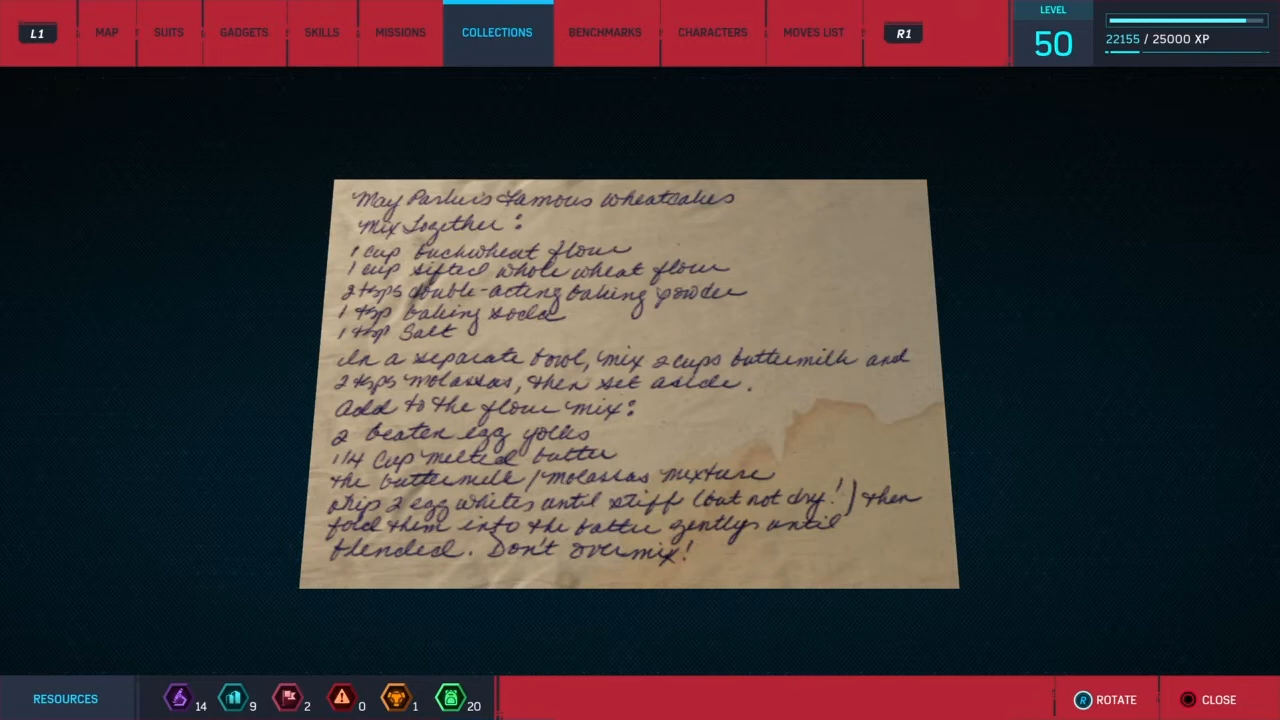 L1
MAP
SUITS
GADGETS
SKILLS
MISSIONS
COLLECTIONS
BENCHMARKS
CHARACTERS
MOVES LIST
R1
LEVEL
50
22155 / 25000 XP
May Parker's Famous Wheatcakes
Mix Together:
1 cup buckwheat flour
1 cup sifted whole wheat flour
2 tsps double-acting baking powder
1 tsp baking soda
1 tsp Salt
In a separate bowl, mix 2 cups buttermilk and
2 tsps molassas, then set aside.
Add to the flour mix:
2 beaten egg yolks
1/4 Cup melted butter
the buttermilk / molassas mixture
Whip 2 egg whites until stiff (but not dry!) then
fold them into the batter gently until
blended. Don't overmix!
RESOURCES
14
9
2
0
1
20
R ROTATE
CLOSE